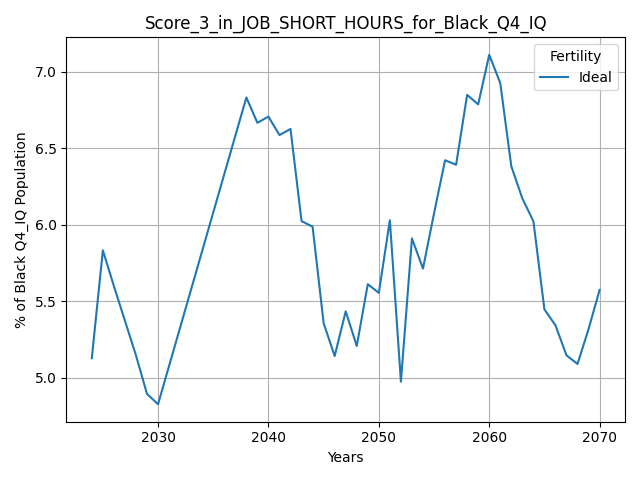 Score_3_in_JOB_SHORT_HOURS_for_Black_Q4_IQ
Fertility
Ideal
% of Black Q4_IQ Population
7.0
6.5
6.0
5.5
5.0
2030 2040 2050 2060 2070
Years